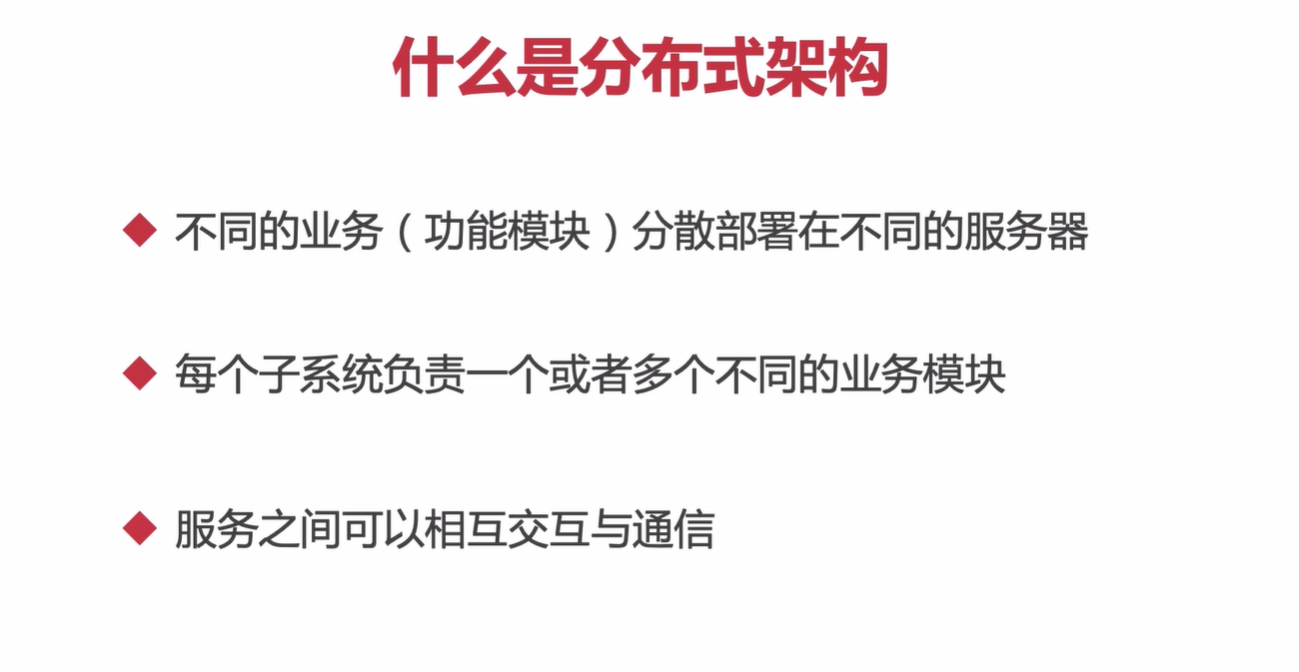 什么是分布式架构
不同的业务（功能模块）分散部署在不同的服务器
每个子系统负责一个或者多个不同的业务模块
服务之间可以相互交互与通信